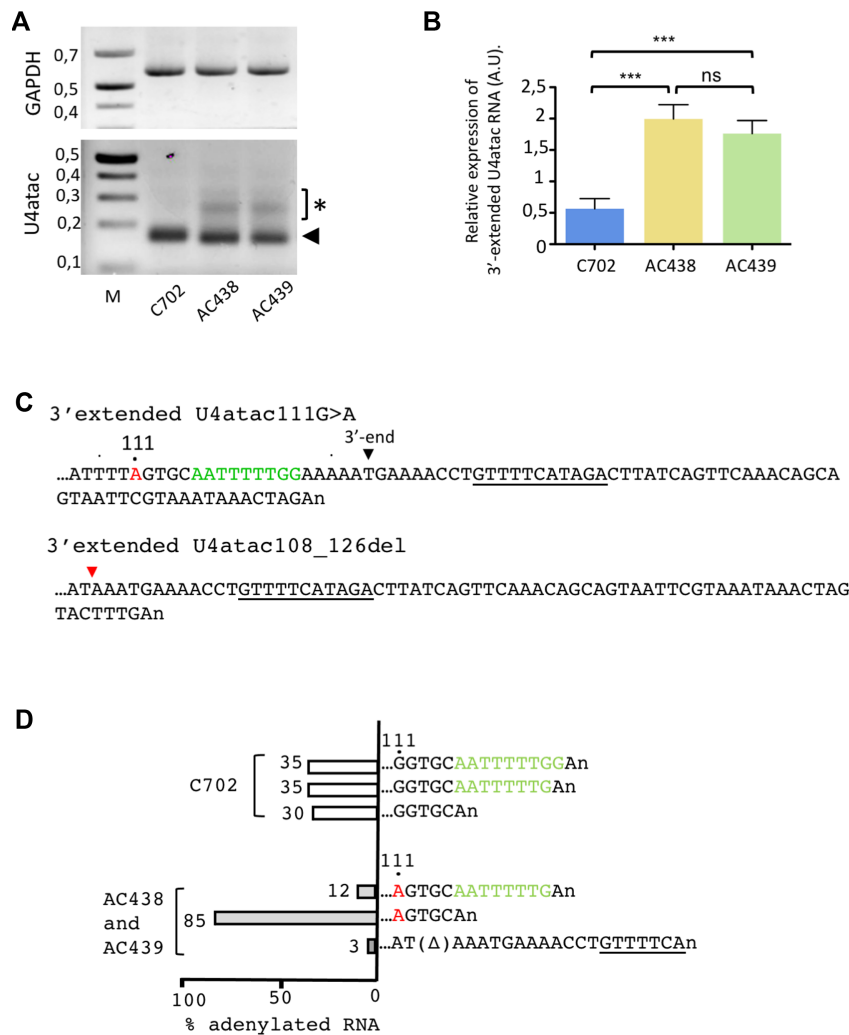 A
GAPDH
0,7
0,5
0,4
U4atac
0,5
0,4
0,3
0,2
0,1
*
M
C702
AC438
AC439
B
Relative expression of
3’-extended U4atac RNA (A.U).
***
***
ns
2,5
2
1,5
1
0,5
0
C702
AC438
AC439
C
3’extended U4atac111G>A
111
3’-end
…ATTTTAGTGCAATTTTTGGAAAAATGAAAACCTGTTTTCATAGACTTATCAGTTCAAACAGCA
GTAATTCGTAAATAAACTAGAn
3’extended U4atac108_126del
…ATAAATGAAAACCTGTTTTCATAGACTTATCAGTTCAAACAGCAGTAATTCGTAAATAAACTAG
TACTTTGAn
D
111
C702
35 …GGTGCAATTTTTGGAn
35 …GGTGCAATTTTTGAn
30 …GGTGCAn
111
AC438
and
AC439
12 …AGTGCAATTTTTGAn
85 …AGTGCAn
3 …AT(Δ)AAATGAAAACCTGTTTTCAn
100 50 0
% adenylated RNA